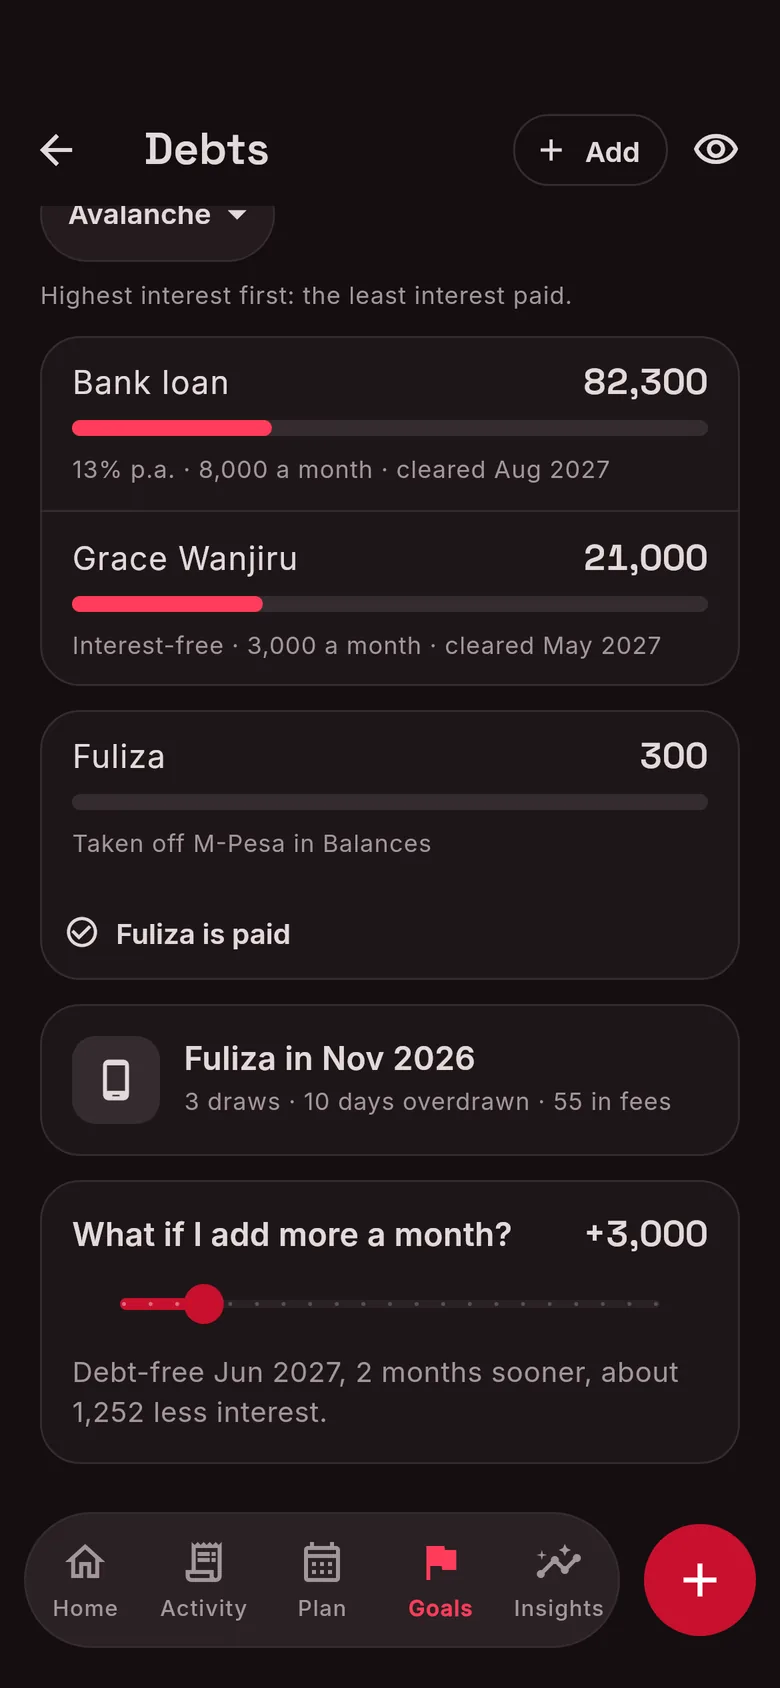 Debts
+ Add
Avalanche
Highest interest first: the least interest paid.
Bank loan
82,300
13% p.a. · 8,000 a month · cleared Aug 2027
Grace Wanjiru
21,000
Interest-free · 3,000 a month · cleared May 2027
Fuliza
300
Taken off M-Pesa in Balances
Fuliza is paid
Fuliza in Nov 2026
3 draws · 10 days overdrawn · 55 in fees
What if I add more a month?
+3,000
Debt-free Jun 2027, 2 months sooner, about
1,252 less interest.
Home
Activity
Plan
Goals
Insights